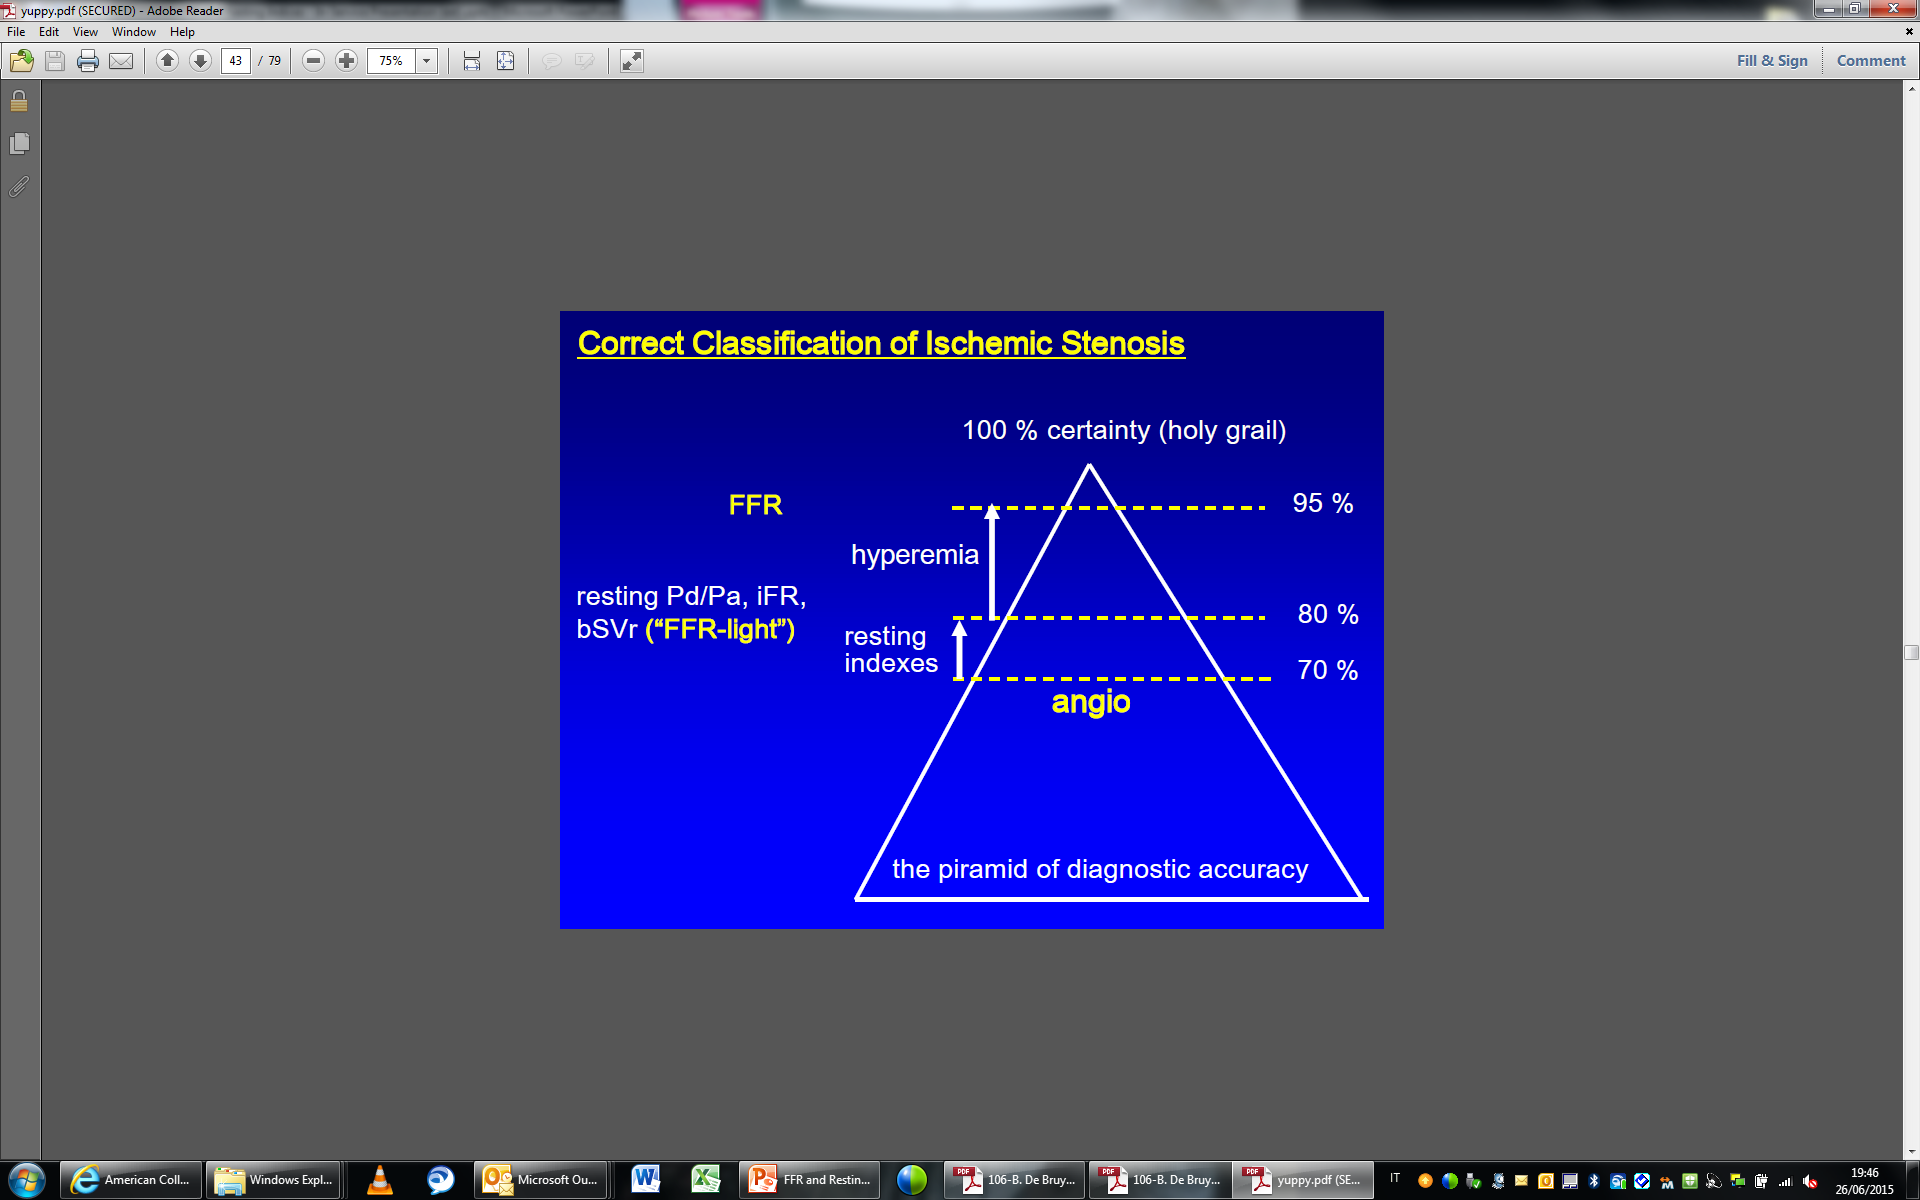 yuppy.pdf (SECURED) - Adobe Reader
File Edit View Window Help
43 / 79 75% Fill & Sign Comment
Correct Classification of Ischemic Stenosis
100 % certainty (holy grail)
FFR 95 %
hyperemia
resting Pd/Pa, iFR,
bSVr (“FFR-light”)
80 %
resting
indexes
70 %
angio
the piramid of diagnostic accuracy
American Coll... Windows Expl... Microsoft Ou... FFR and Restin... 106-B. De Bruy... 106-B. De Bruy... yuppy.pdf (SE... IT 19:46
26/06/2015